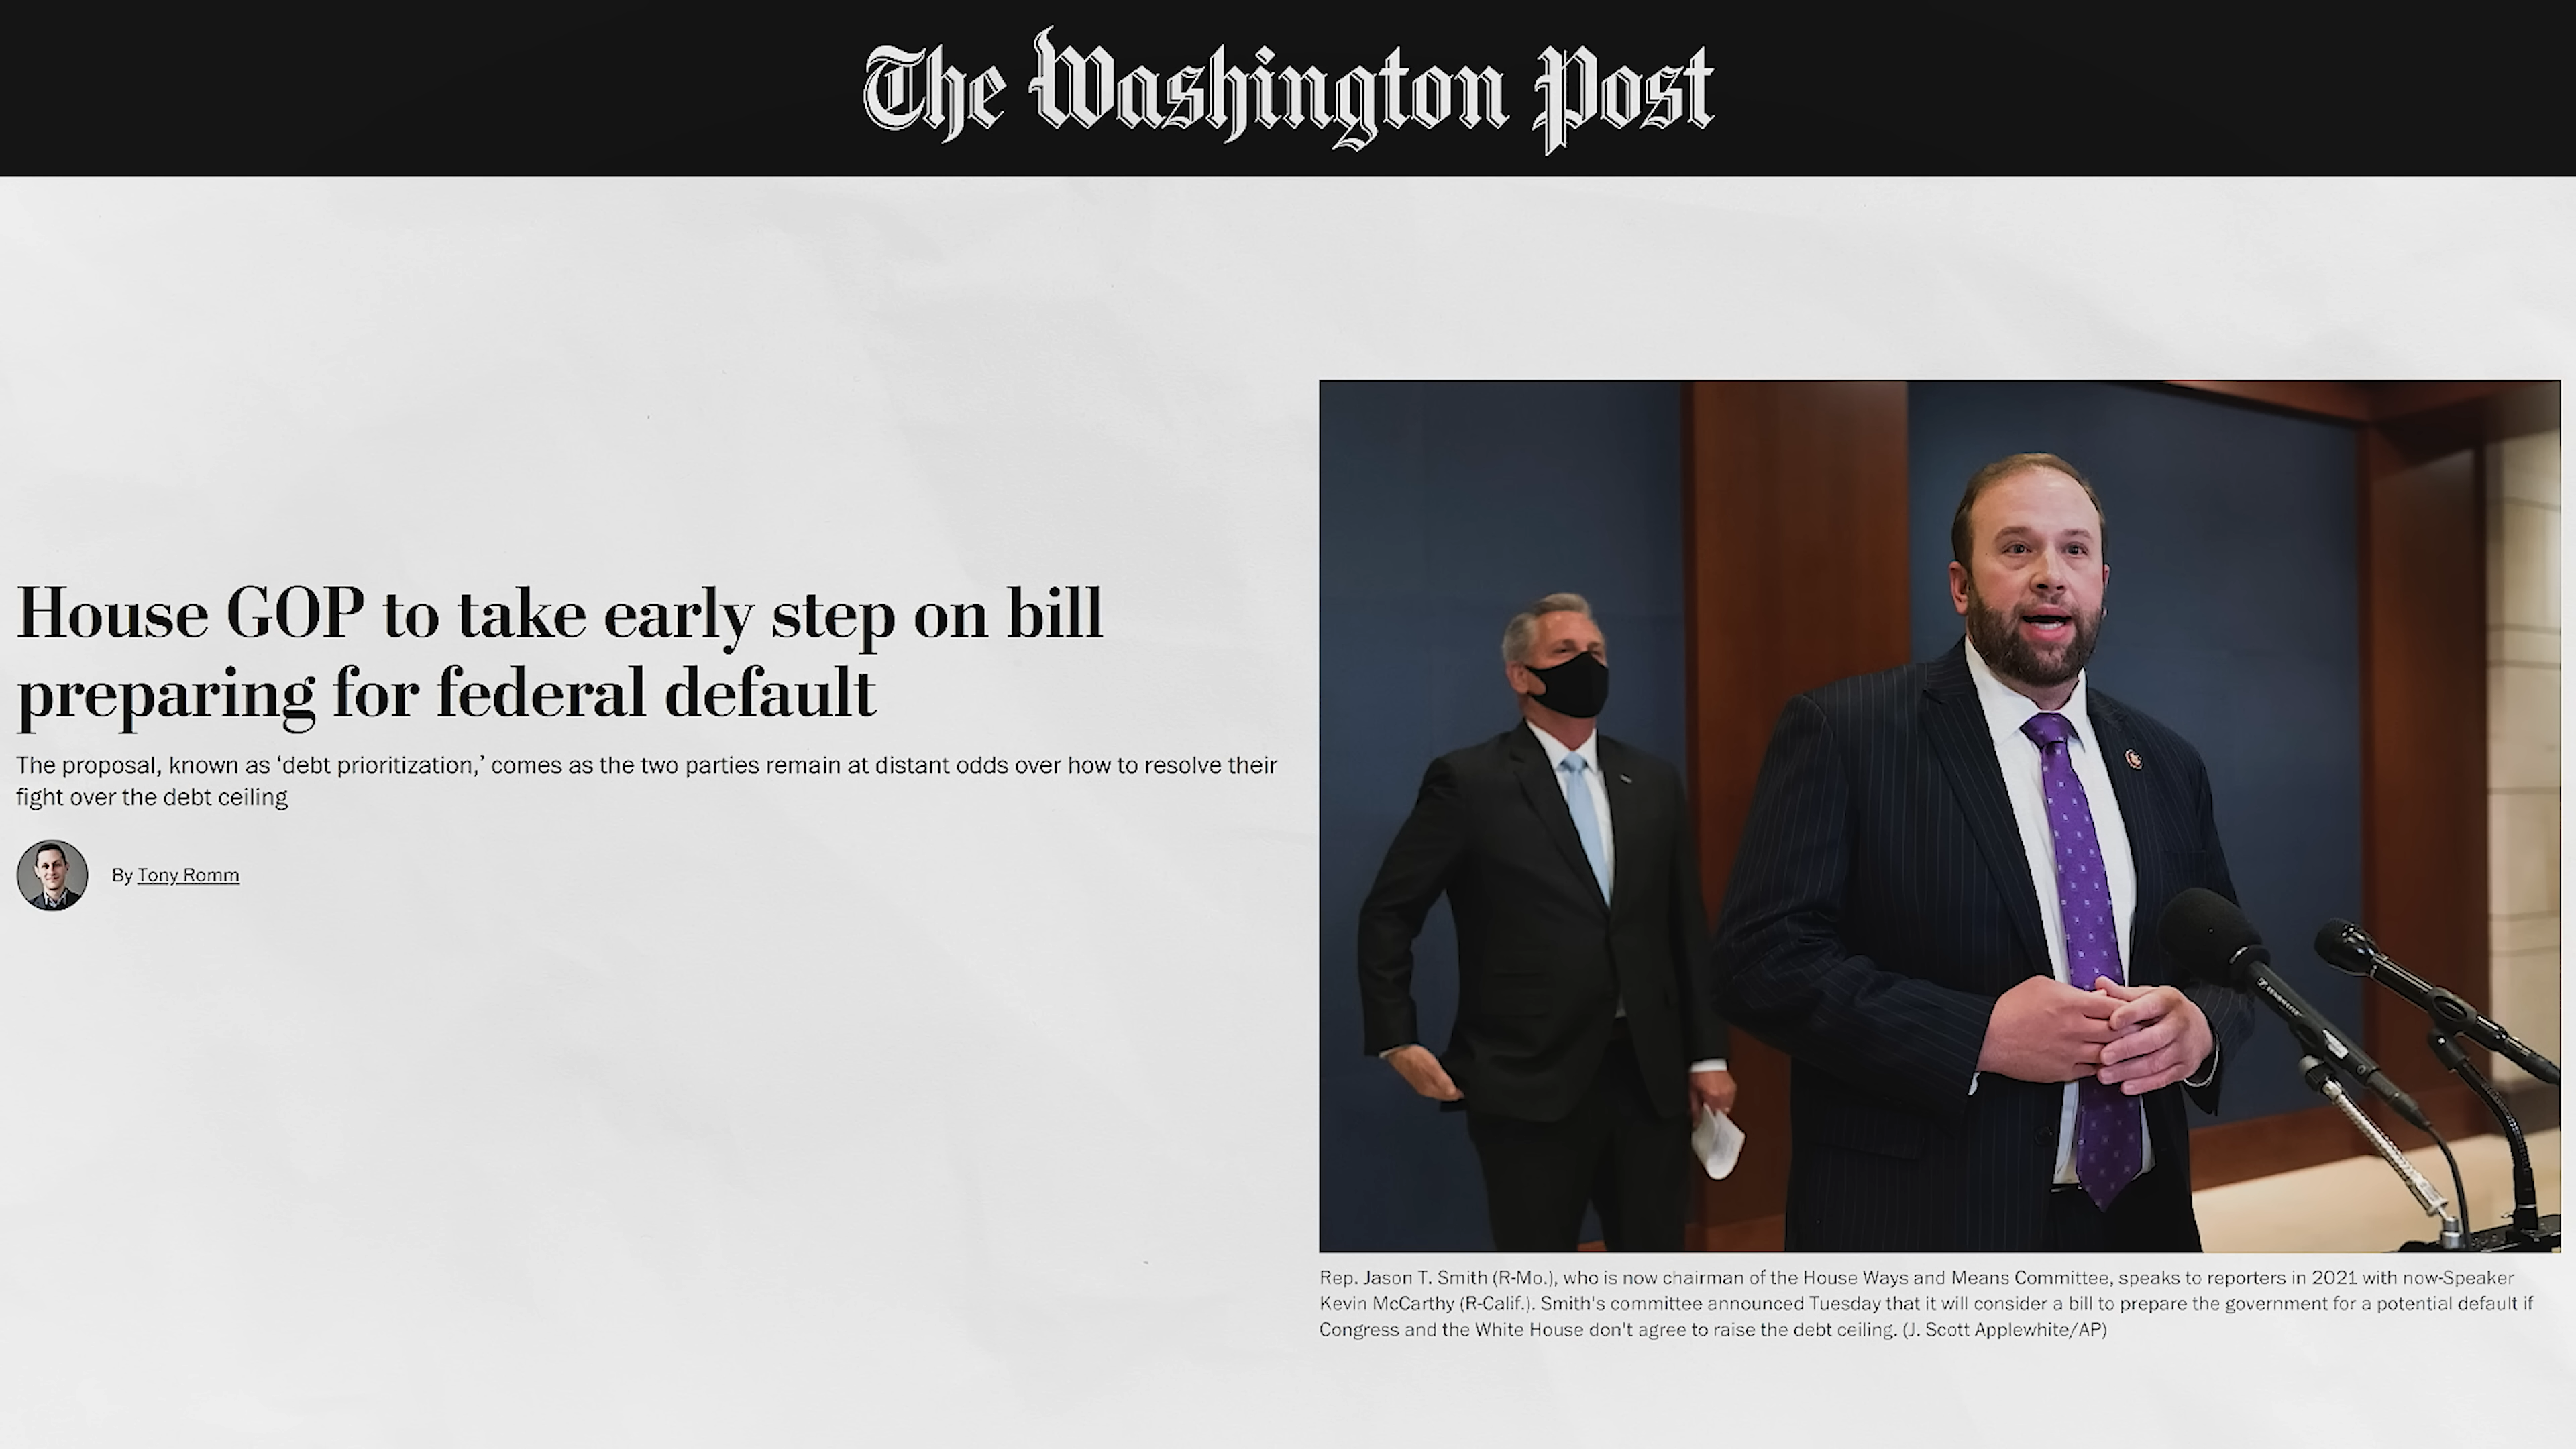 The Washington Post
House GOP to take early step on bill
preparing for federal default
The proposal, known as ‘debt prioritization,’ comes as the two parties remain at distant odds over how to resolve their
fight over the debt ceiling
By Tony Romm
Rep. Jason T. Smith (R-Mo.), who is now chairman of the House Ways and Means Committee, speaks to reporters in 2021 with now-Speaker
Kevin McCarthy (R-Calif.). Smith's committee announced Tuesday that it will consider a bill to prepare the government for a potential default if
Congress and the White House don't agree to raise the debt ceiling. (J. Scott Applewhite/AP)